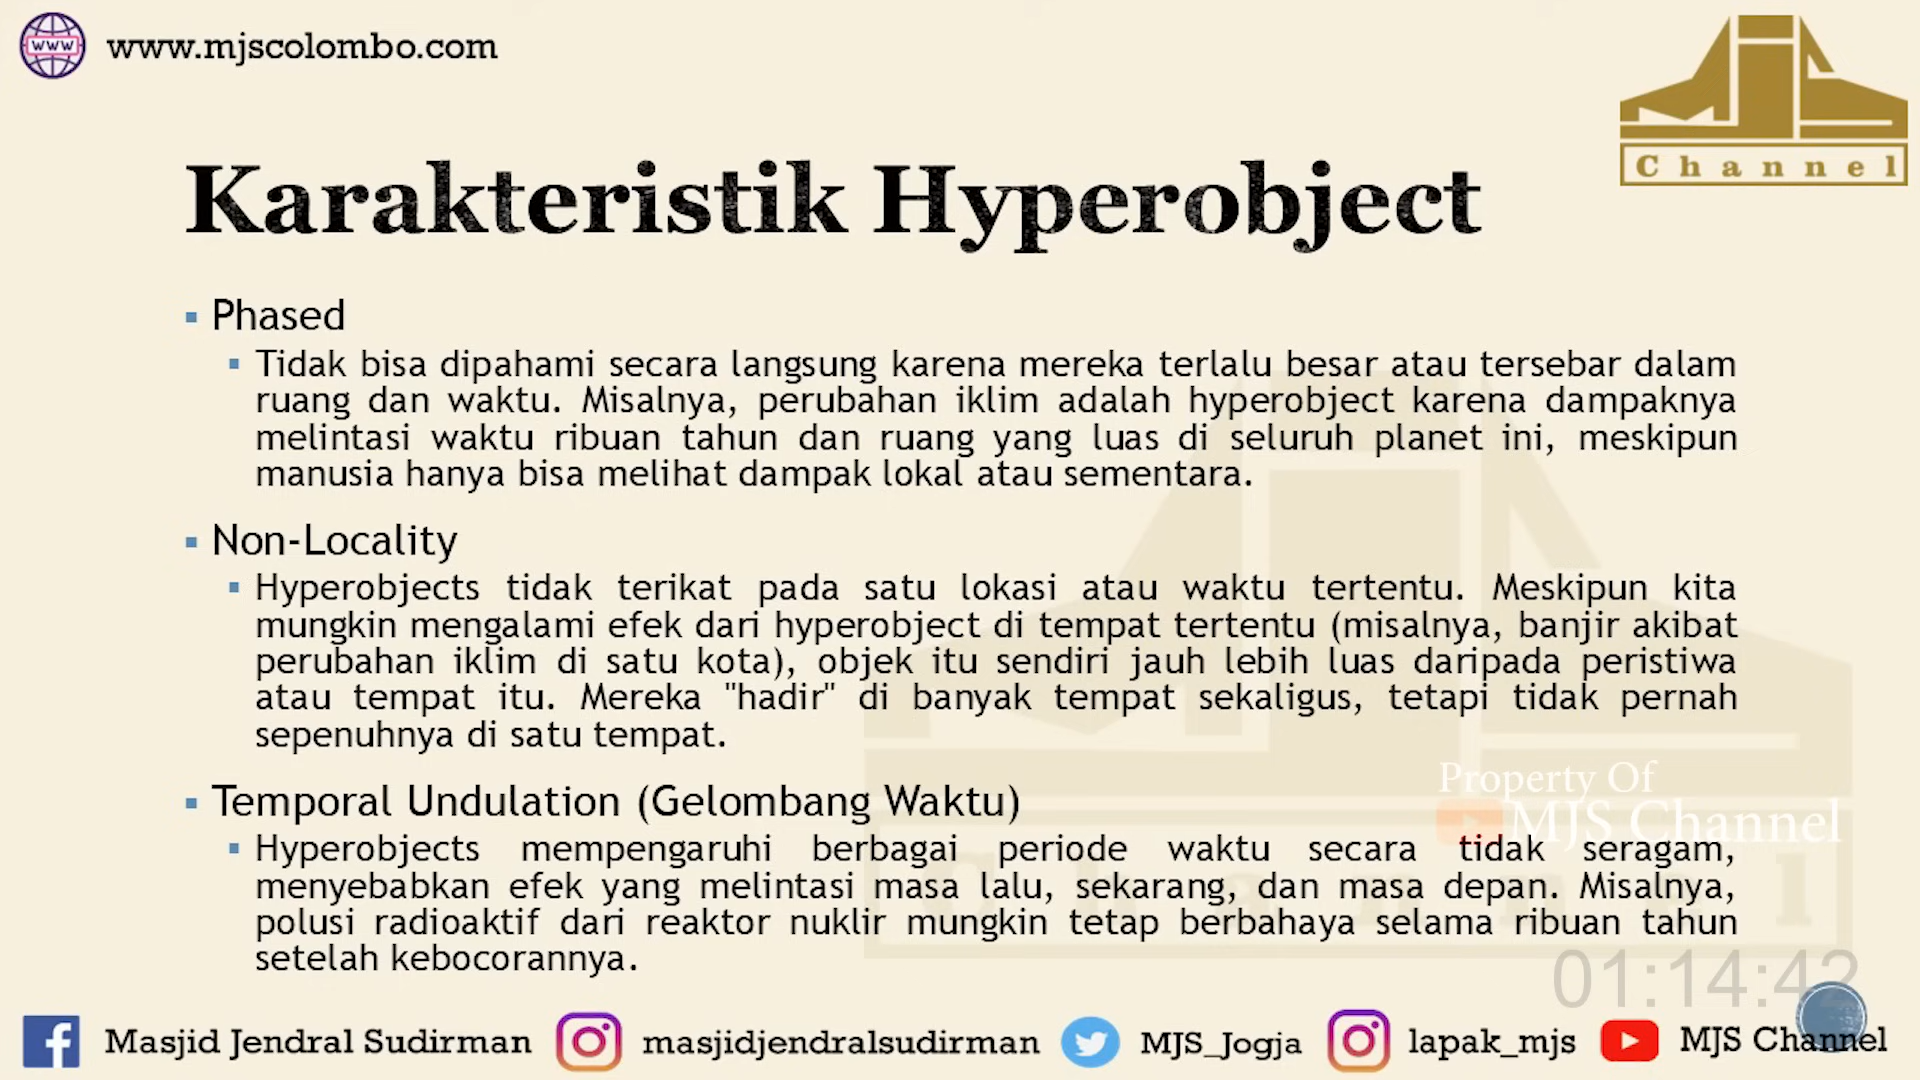 www.mjscolombo.com
Channel
Karakteristik Hyperobject
Phased
Tidak bisa dipahami secara langsung karena mereka terlalu besar atau tersebar dalam
ruang dan waktu. Misalnya, perubahan iklim adalah hyperobject karena dampaknya
melintasi waktu ribuan tahun dan ruang yang luas di seluruh planet ini, meskipun
manusia hanya bisa melihat dampak lokal atau sementara.
Non-Locality
Hyperobjects tidak terikat pada satu lokasi atau waktu tertentu. Meskipun kita
mungkin mengalami efek dari hyperobject di tempat tertentu (misalnya, banjir akibat
perubahan iklim di satu kota), objek itu sendiri jauh lebih luas daripada peristiwa
atau tempat itu. Mereka "hadir" di banyak tempat sekaligus, tetapi tidak pernah
sepenuhnya di satu tempat.
Property Of
MJS Channel
Temporal Undulation (Gelombang Waktu)
Hyperobjects mempengaruhi berbagai periode waktu secara tidak seragam,
menyebabkan efek yang melintasi masa lalu, sekarang, dan masa depan. Misalnya,
polusi radioaktif dari reaktor nuklir mungkin tetap berbahaya selama ribuan tahun
setelah kebocorannya.
01:14:42
Masjid Jendral Sudirman masjidjendralsudirman MJS_Jogja lapak_mjs MJS Channel